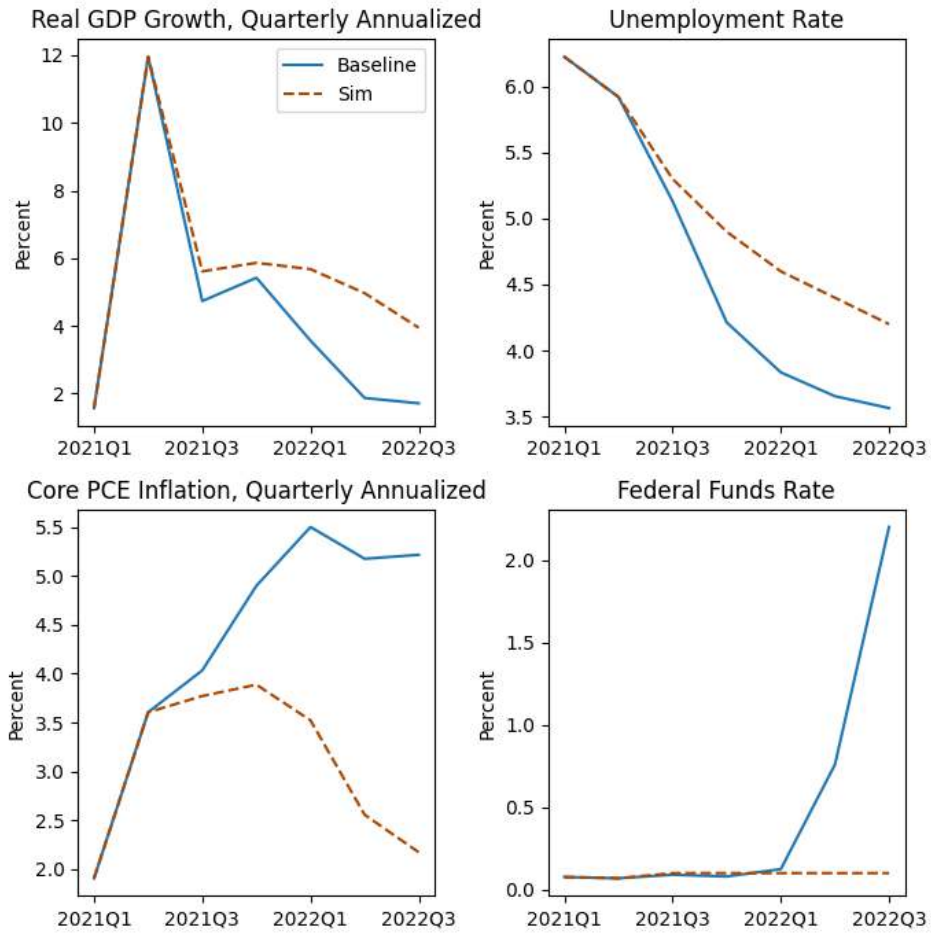 Real GDP Growth, Quarterly Annualized
Percent
12
10
8
6
4
2
Baseline
Sim
2021Q1 2021Q3 2022Q1 2022Q3
Unemployment Rate
Percent
6.0
5.5
5.0
4.5
4.0
3.5
2021Q1 2021Q3 2022Q1 2022Q3
Core PCE Inflation, Quarterly Annualized
Percent
5.5
5.0
4.5
4.0
3.5
3.0
2.5
2.0
2021Q1 2021Q3 2022Q1 2022Q3
Federal Funds Rate
Percent
2.0
1.5
1.0
0.5
0.0
2021Q1 2021Q3 2022Q1 2022Q3